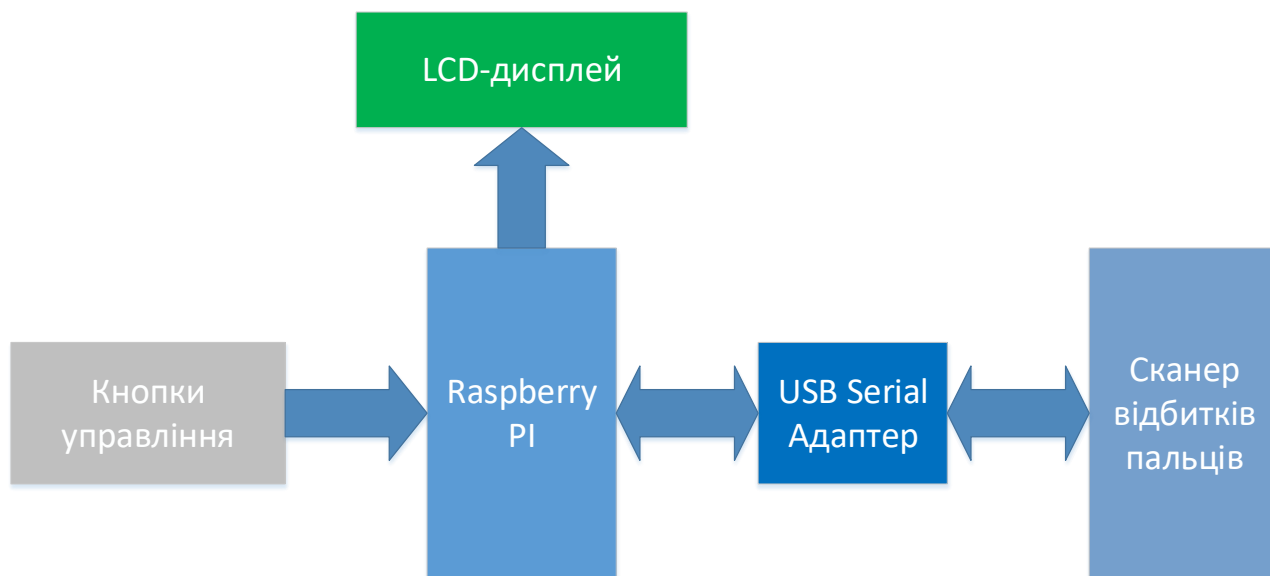 LCD-дисплей
Кнопки
управління
Raspberry
PI
USB Serial
Адаптер
Сканер
відбитків
пальців